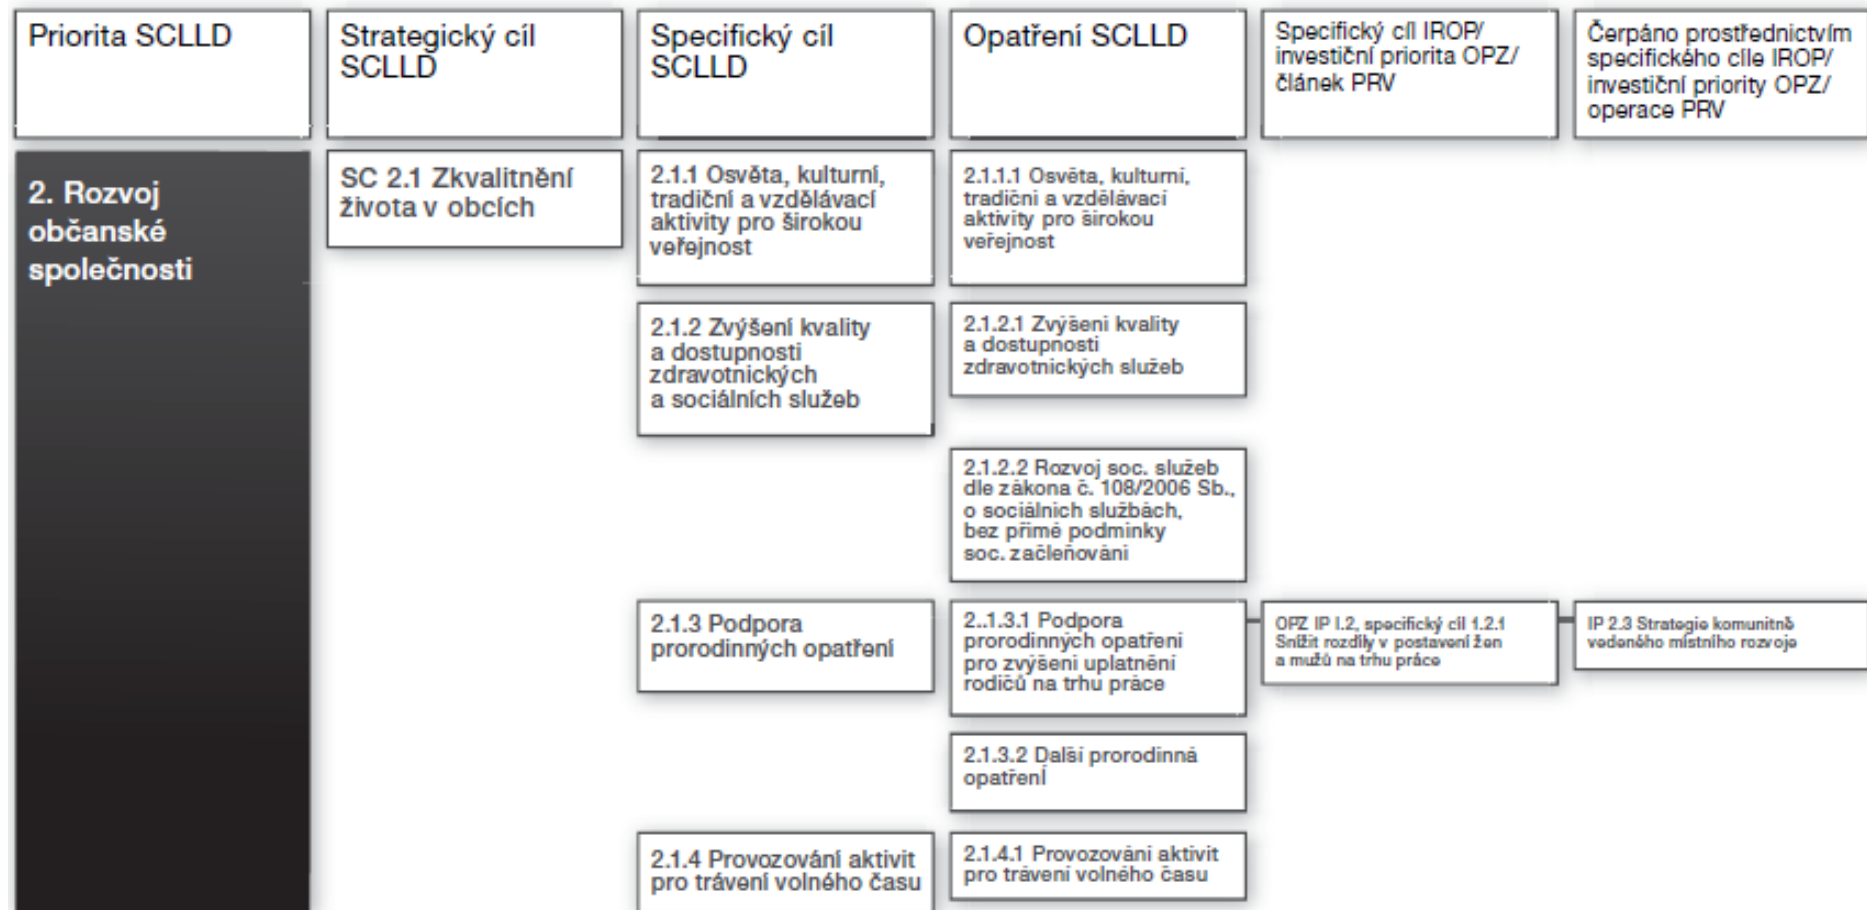 Priorita SCLLD
Strategický cíl
SCLLD
Specifický cíl
SCLLD
Opatření SCLLD
Specifický cíl IROP/
investiční priorita OPZ/
článek PRV
Čerpáno prostřednictvím
specifického cíle IROP/
investiční priority OPZ/
operace PRV
2. Rozvoj
občanské
společnosti
SC 2.1 Zkvalitnění
života v obcích
2.1.1 Osvěta, kulturní,
tradiční a vzdělávací
aktivity pro širokou
veřejnost
2.1.1.1 Osvěta, kulturní,
tradiční a vzdělávací
aktivity pro širokou
veřejnost
2.1.2 Zvýšení kvality
a dostupnosti
zdravotnických
a sociálních služeb
2.1.2.1 Zvýšení kvality
a dostupnosti
zdravotnických služeb
2.1.2.2 Rozvoj soc. služeb
dle zákona č. 108/2006 Sb.,
o sociálních službách,
bez přímé podmínky
soc. začleňování
2.1.3 Podpora
prorodinných opatření
2..1.3.1 Podpora
prorodinných opatření
pro zvýšení uplatnění
rodičů na trhu práce
OPZ IP I.2, specifický cíl 1.2.1
Snížit rozdíly v postavení žen
a mužů na trhu práce
IP 2.3 Strategie komunitně
vedeného místního rozvoje
2.1.3.2 Další prorodinná
opatření
2.1.4 Provozování aktivit
pro trávení volného času
2.1.4.1 Provozování aktivit
pro trávení volného času